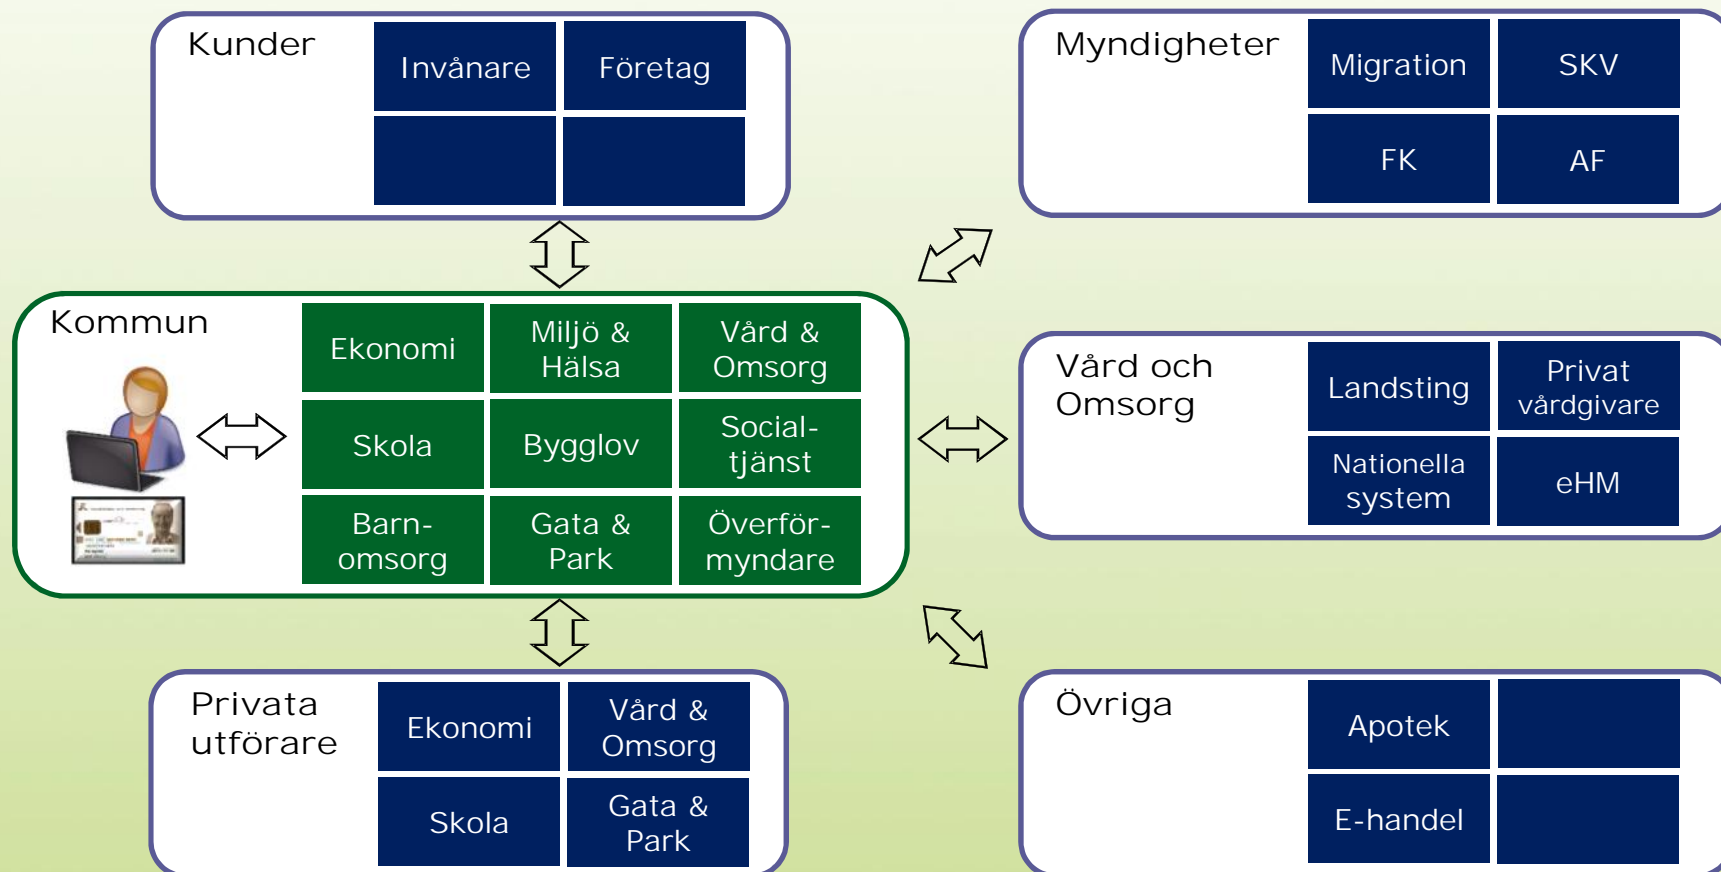 Kunder
Invånare
Företag
Myndigheter
Migration
SKV
FK
AF
Kommun
Ekonomi
Miljö &
Hälsa
Vård &
Omsorg
Skola
Bygglov
Social-
tjänst
Barn-
omsorg
Gata &
Park
Överför-
myndare
Vård och
Omsorg
Landsting
Privat
vårdgivare
Nationella
system
eHM
Privata
utförare
Ekonomi
Vård &
Omsorg
Skola
Gata &
Park
Övriga
Apotek
E-handel